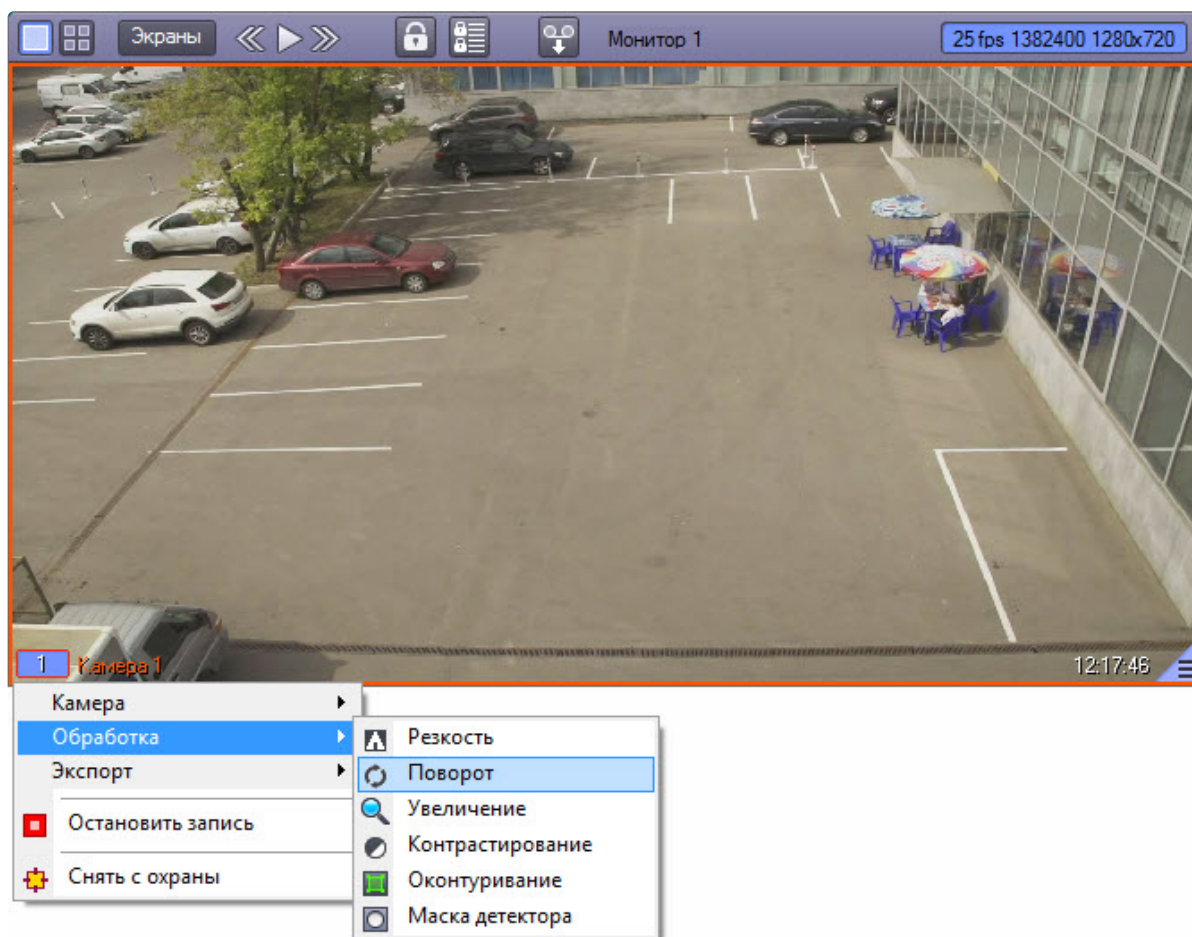 Экраны
Монитор 1
25 fps 1382400 1280x720
1 Камера 1
12:17:46
Камера
Обработка
Экспорт
Остановить запись
Снять с охраны
Резкость
Поворот
Увеличение
Контрастирование
Оконтуривание
Маска детектора